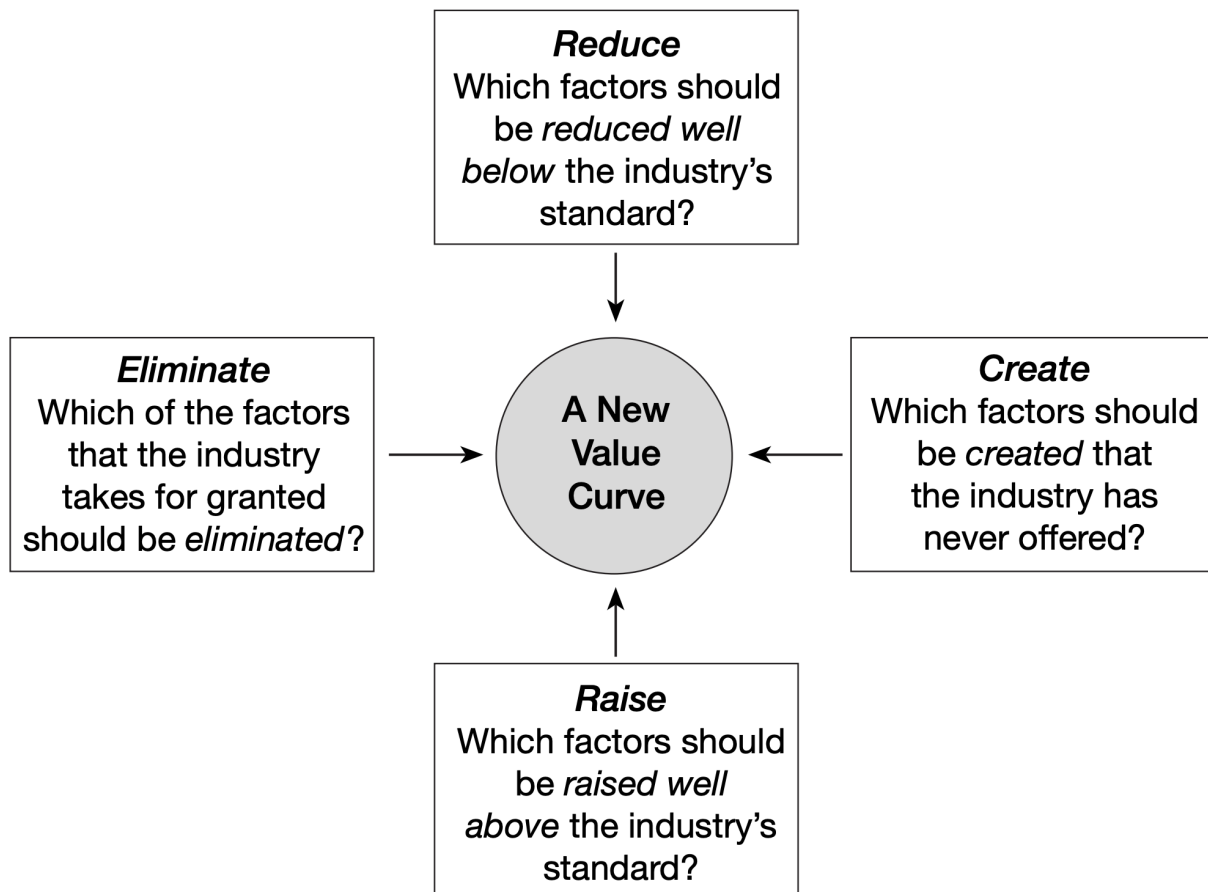 Reduce
Which factors should
be reduced well
below the industry’s
standard?
Eliminate
Which of the factors
that the industry
takes for granted
should be eliminated?
A New
Value
Curve
Create
Which factors should
be created that
the industry has
never offered?
Raise
Which factors should
be raised well
above the industry’s
standard?